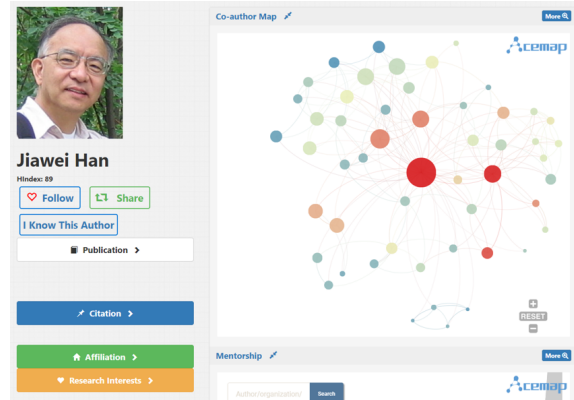 Co-author Map
More
Acemap
Jiawei Han
Hindex: 89
Follow
Share
I Know This Author
Publication >
Citation >
RESET
Affiliation >
Mentorship
More
Research Interests >
Author/organization/
Search
Acemap